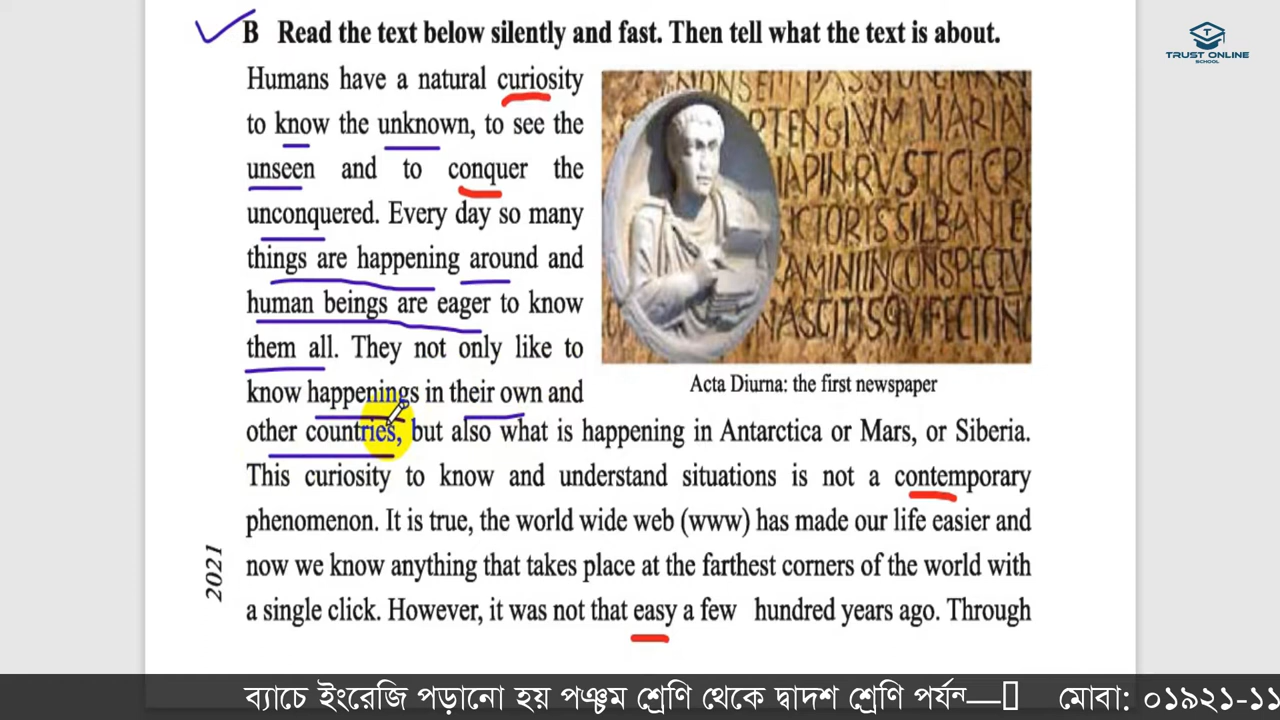 B Read the text below silently and fast. Then tell what the text is about.
TRUST ONLINE
SCHOOL
Humans have a natural curiosity
to know the unknown, to see the
unseen and to conquer the
unconquered. Every day so many
things are happening around and
human beings are eager to know
them all. They not only like to
know happenings in their own and
Acta Diurna: the first newspaper
other countries, but also what is happening in Antarctica or Mars, or Siberia.
This curiosity to know and understand situations is not a contemporary
phenomenon. It is true, the world wide web (www) has made our life easier and
now we know anything that takes place at the farthest corners of the world with
a single click. However, it was not that easy a few hundred years ago. Through
2021
ব্যাচে ইংরেজি পড়ানো হয় পঞ্চম শ্রেণি থেকে দ্বাদশ শ্রেণি পর্যন— মোবা: ০১৯২১-১১